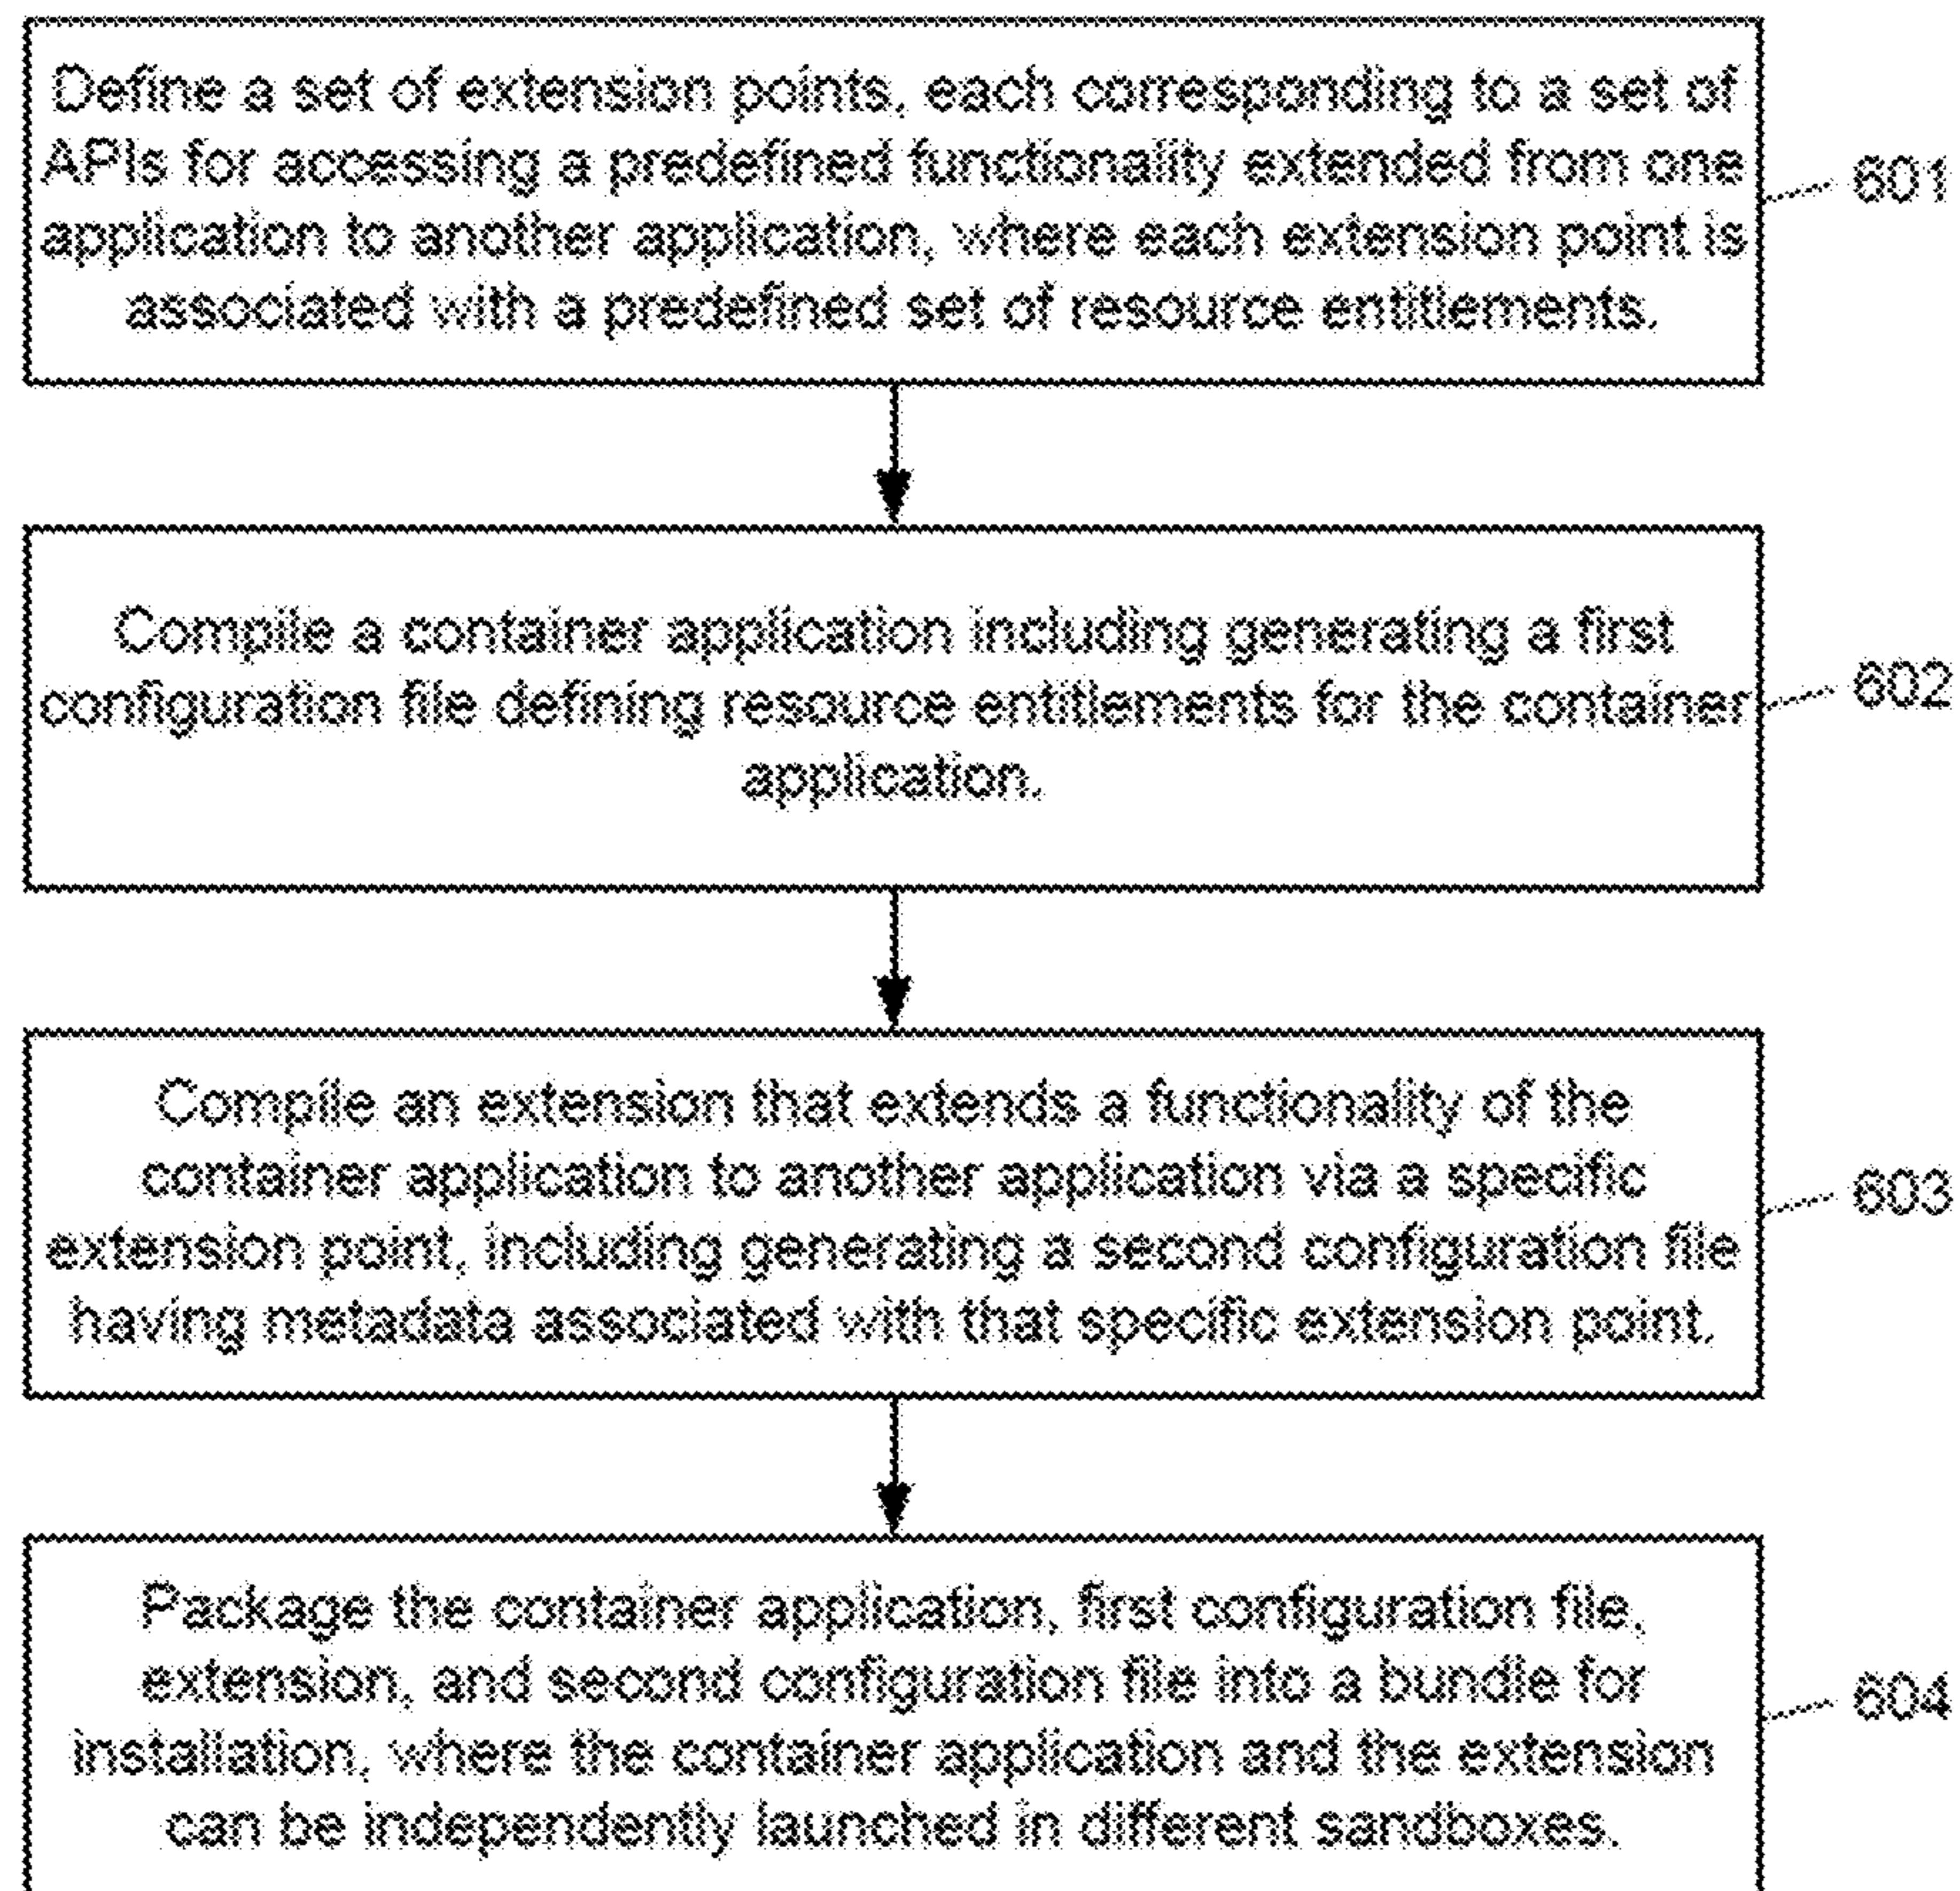 Define a set of extension points, each corresponding to a set of
APIs for accessing a predefined functionality extended from one
601
application to another application, where each extension point is
associated with a predefined set of resource entitlements.
Compile a container application including generating a first
configuration file defining resource entitlements for the container
602
application.
Compile an extension that extends a functionality of the
container application to another application via a specific
603
extension point, including generating a second configuration file
having metadata associated with that specific extension point.
Package the container application, first configuration file,
extension, and second configuration file into a bundle for
604
installation, where the container application and the extension
can be independently launched in different sandboxes.